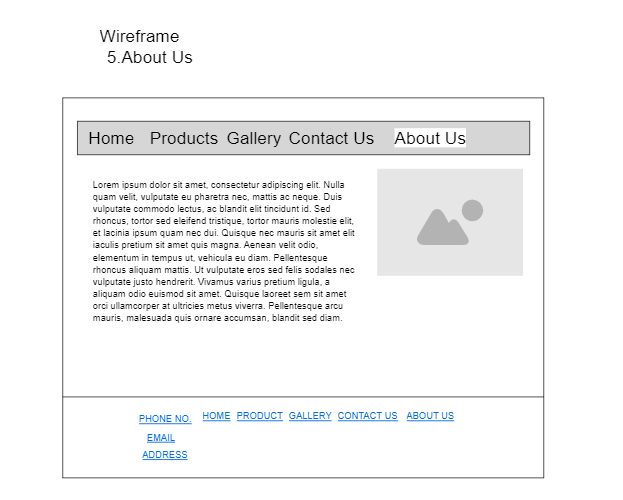 Wireframe
5.About Us
Home Products Gallery Contact Us About Us
Lorem ipsum dolor sit amet, consectetur adipiscing elit. Nulla
quam velit, vulputate eu pharetra nec, mattis ac neque. Duis
vulputate commodo lectus, ac blandit elit tincidunt id. Sed
rhoncus, tortor sed eleifend tristique, tortor mauris molestie elit,
et lacinia ipsum quam nec dui. Quisque nec mauris sit amet elit
iaculis pretium sit amet quis magna. Aenean velit odio,
elementum in tempus ut, vehicula eu diam. Pellentesque
rhoncus aliquam mattis. Ut vulputate eros sed felis sodales nec
vulputate justo hendrerit. Vivamus varius pretium ligula, a
aliquam odio euismod sit amet. Quisque laoreet sem sit amet
orci ullamcorper at ultricies metus viverra. Pellentesque arcu
mauris, malesuada quis ornare accumsan, blandit sed diam.
PHONE NO. HOME PRODUCT GALLERY CONTACT US ABOUT US
EMAIL
ADDRESS